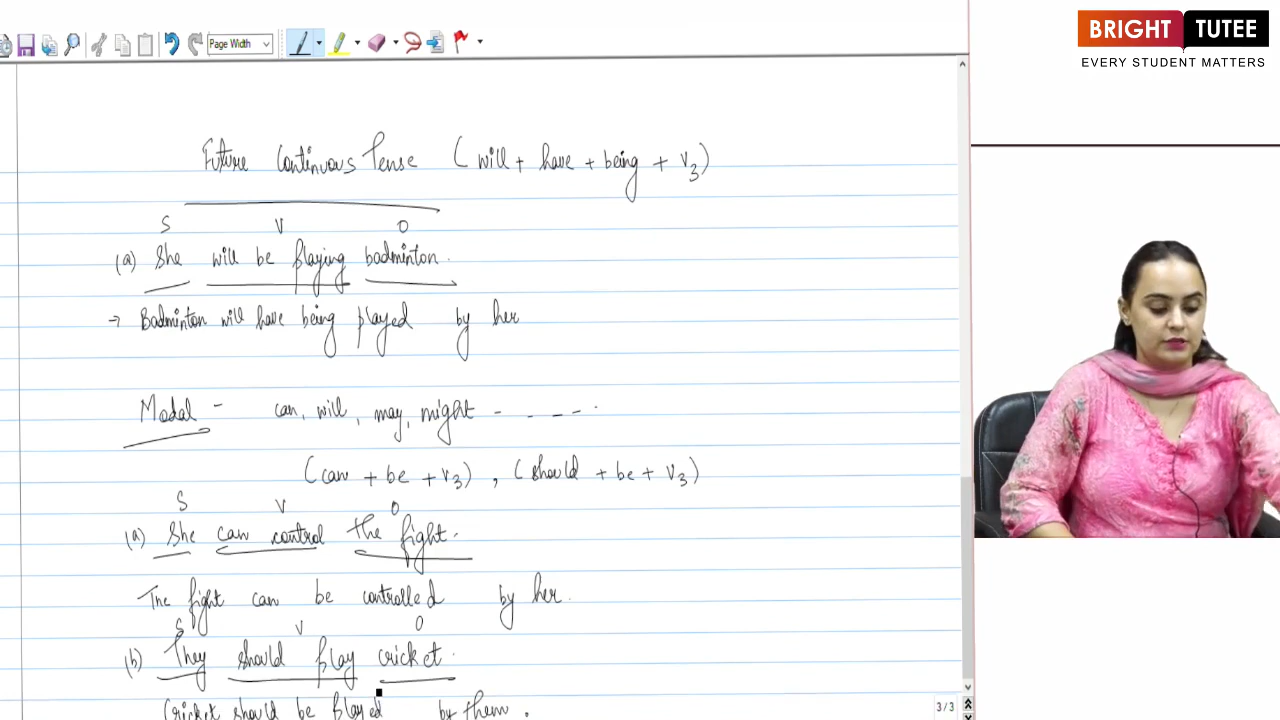 Page Width
BRIGHT TUTEE
EVERY STUDENT MATTERS
Future Continuous Tense (will + have + being + V3)
S V O
(a) She will be playing badminton.
→ Badminton will have being played by her
Modal - can, will, may, might - - - - .
(can + be + V3), (should + be + V3)
S V O
(a) She can control the fight.
The fight can be controlled by her.
S V O
(b) They should play cricket.
Cricket should be played by them.
3/3